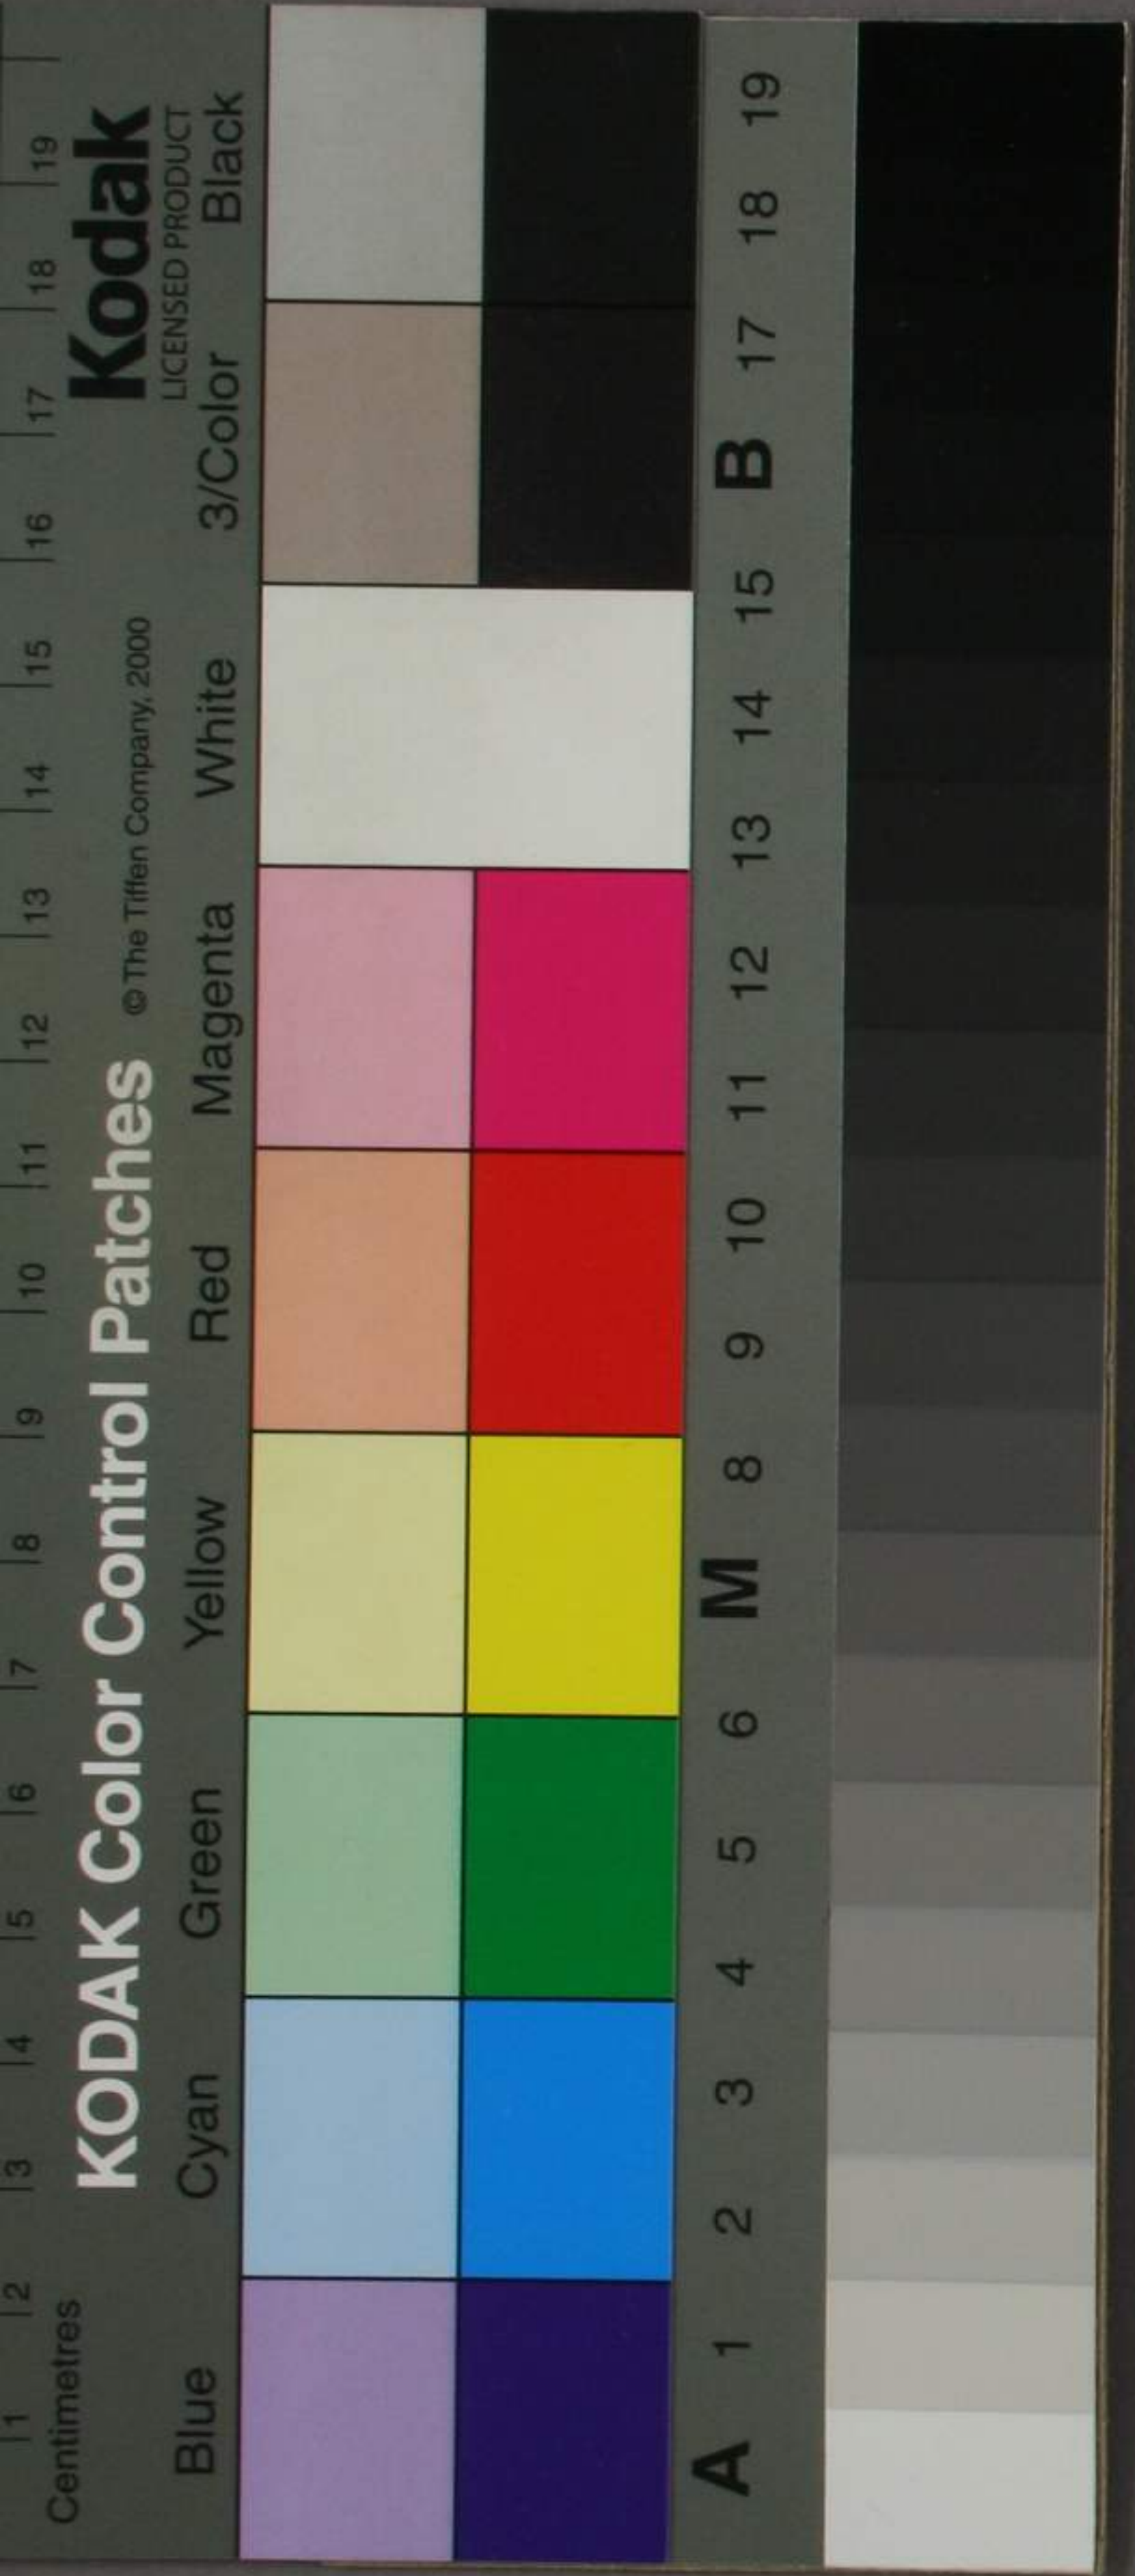 1 2 3 4 5 6 7 8 9 10 11 12 13 14 15 16 17 18 19
Centimetres
KODAK Color Control Patches © The Tiffen Company, 2000 Kodak
LICENSED PRODUCT
Blue Cyan Green Yellow Red Magenta White 3/Color Black
A 1 2 3 4 5 6 M 8 9 10 11 12 13 14 15 B 17 18 19